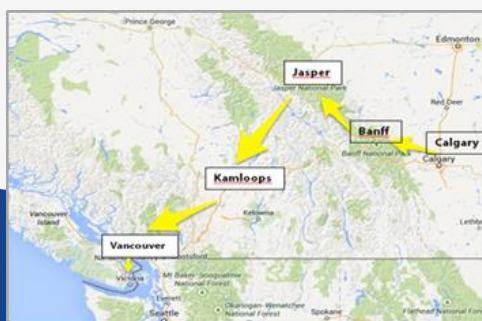 Prince George
Edmonton
Jasper
Jasper National Park
Red Deer
Banff
Calgary
Banff National Park
Calgary
Kamloops
Vancouver
Island
Kelowna
Lethb
Vancouver
Abbotsford
Victoria
Mt Baker-Snoqualmie
National Forest
Everett
Okanogan-Wenatchee
National Forest
Seattle
Spokane
Flathead National Forest